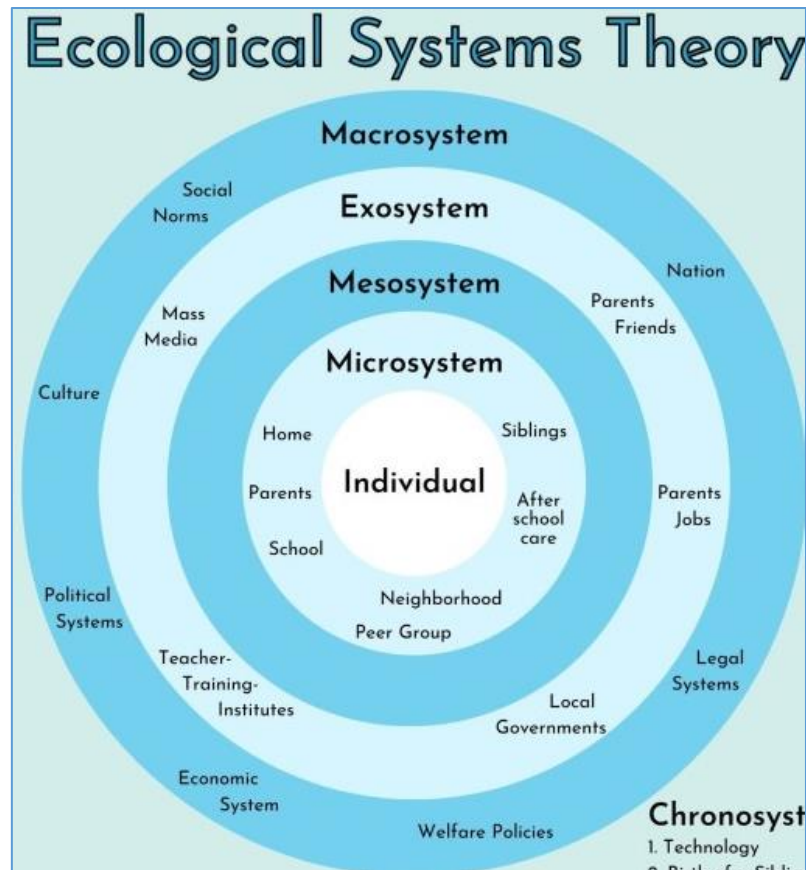 Ecological Systems Theory
Macrosystem
Social
Norms
Exosystem
Nation
Mesosystem
Parents
Friends
Mass
Media
Microsystem
Culture
Home
Siblings
Individual
Parents
After
school
care
Parents
Jobs
School
Neighborhood
Peer Group
Political
Systems
Teacher-
Training-
Institutes
Legal
Systems
Local
Governments
Economic
System
Welfare Policies
Chronosyst
1. Technology